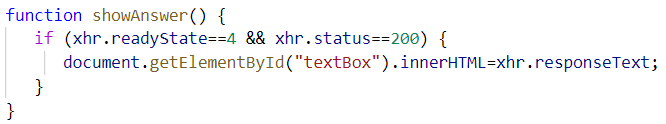 function showAnswer() {
if (xhr.readyState==4 && xhr.status==200) {
document.getElementById("textBox").innerHTML=xhr.responseText;
}
}